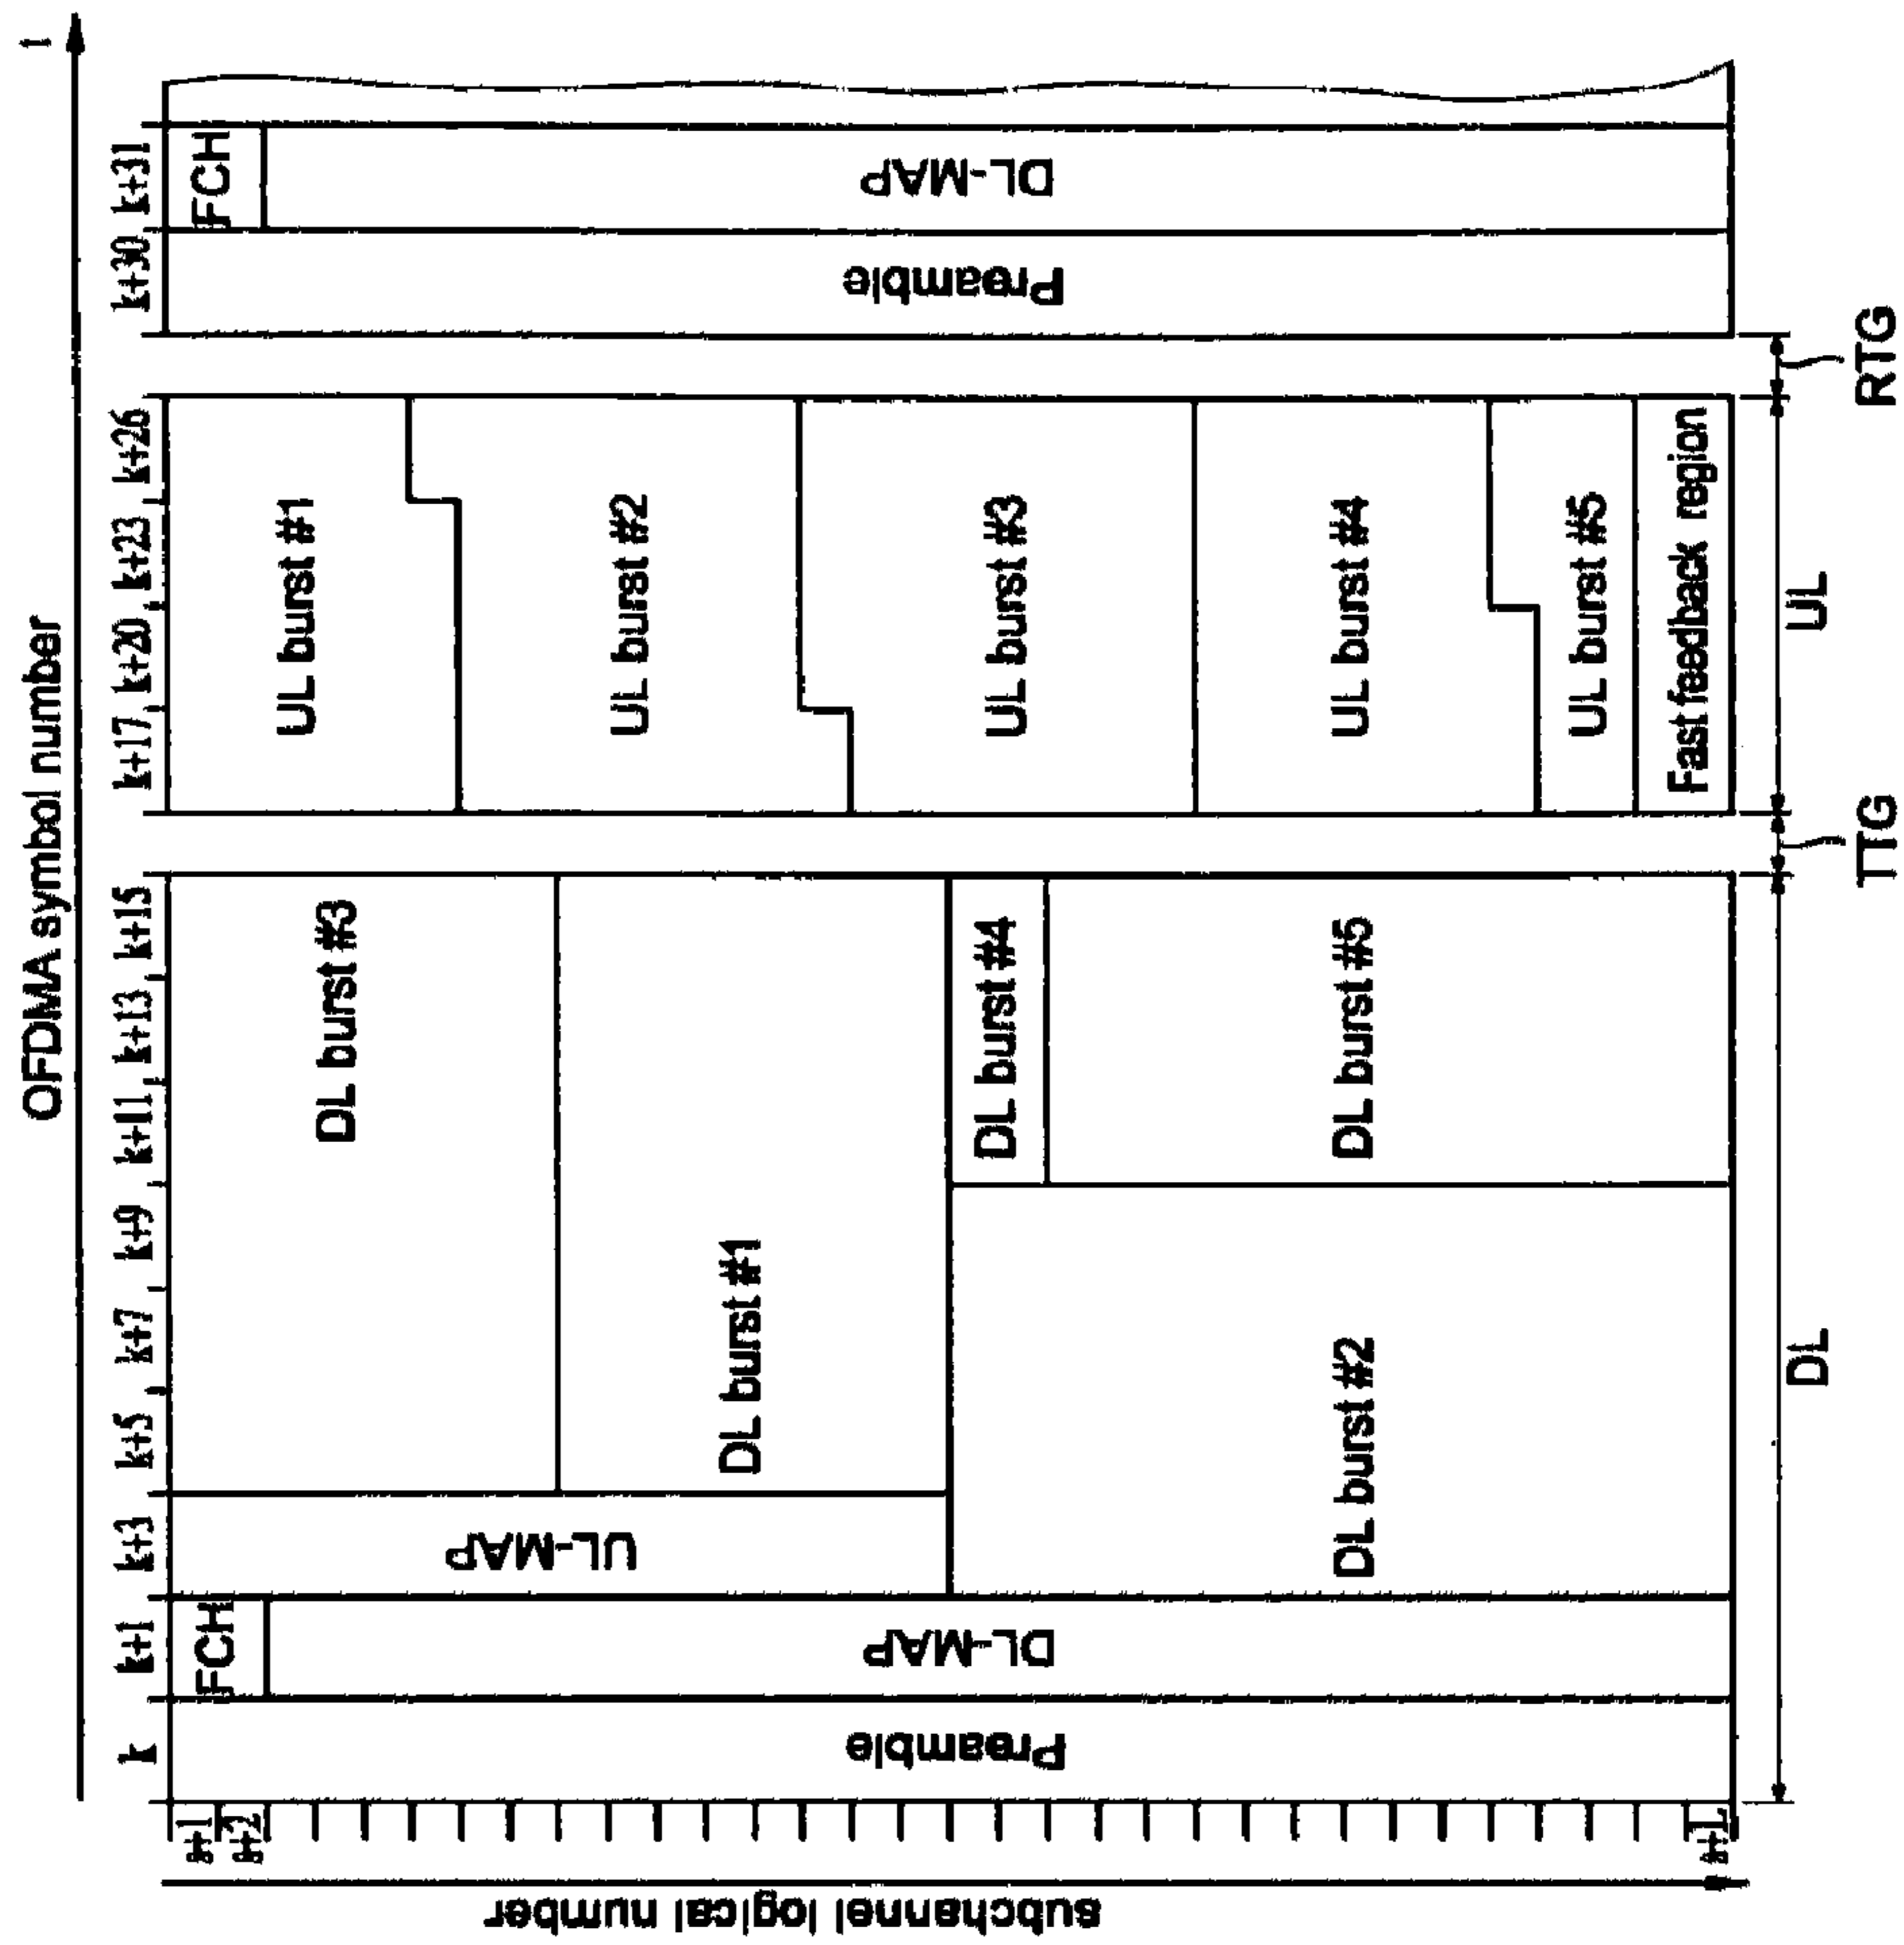 OFDMA symbol number
t
k
k+1
k+3
k+5
k+7
k+9
k+11
k+13
k+15
k+17
k+20
k+23
k+26
k+30
k+31
subchannel logical number
s+1
s+2
s+L
Preamble
FCH
DL-MAP
UL-MAP
DL burst #3
DL burst #1
DL burst #2
DL burst #4
DL burst #5
UL burst #1
UL burst #2
UL burst #3
UL burst #4
UL burst #5
Fast feedback region
Preamble
FCH
DL-MAP
DL
TTG
UL
RTG